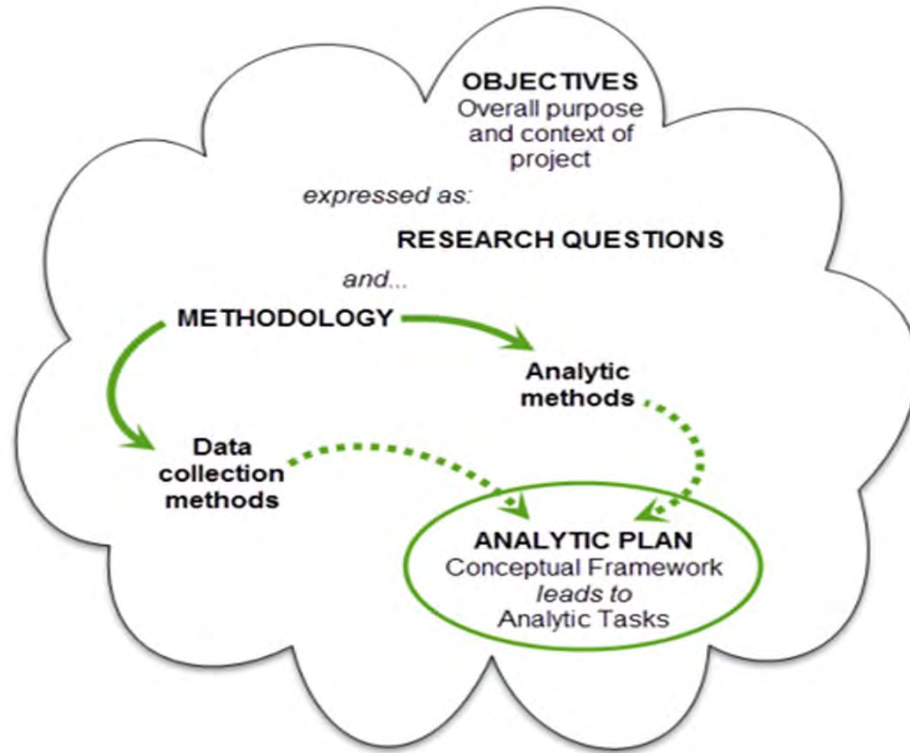 OBJECTIVES
Overall purpose
and context of
project
expressed as:
RESEARCH QUESTIONS
and...
METHODOLOGY
Analytic
methods
Data
collection
methods
ANALYTIC PLAN
Conceptual Framework
leads to
Analytic Tasks